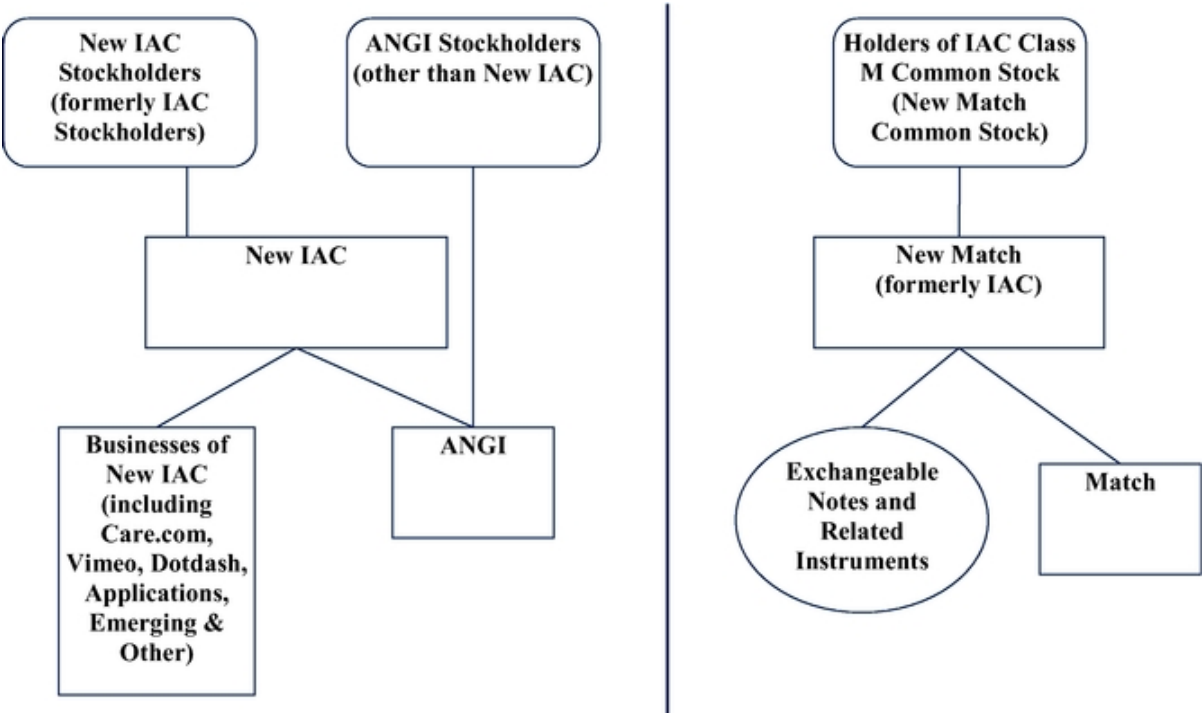 New IAC
Stockholders
(formerly IAC
Stockholders)
ANGI Stockholders
(other than New IAC)
New IAC
Businesses of
New IAC
(including
Care.com,
Vimeo, Dotdash,
Applications,
Emerging &
Other)
ANGI
Holders of IAC Class
M Common Stock
(New Match
Common Stock)
New Match
(formerly IAC)
Exchangeable
Notes and
Related
Instruments
Match